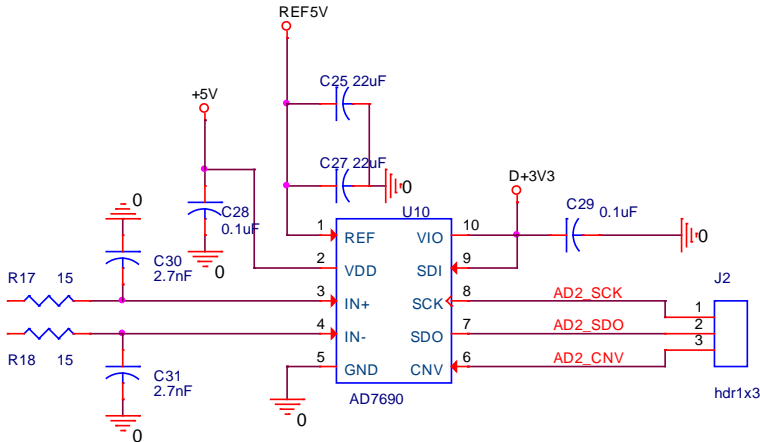 REF5V
C25 22uF
+5V
C27 22uF
0
D+3V3
C29
0.1uF
0
0
C28
0.1uF
0
U10
1
REF
VIO
10
2
VDD
SDI
9
3
IN+
SCK
8
4
IN-
SDO
7
5
GND
CNV
6
AD7690
C30
2.7nF
R17
15
R18
15
C31
2.7nF
0
0
AD2_SCK
AD2_SDO
AD2_CNV
J2
1
2
3
hdr1x3